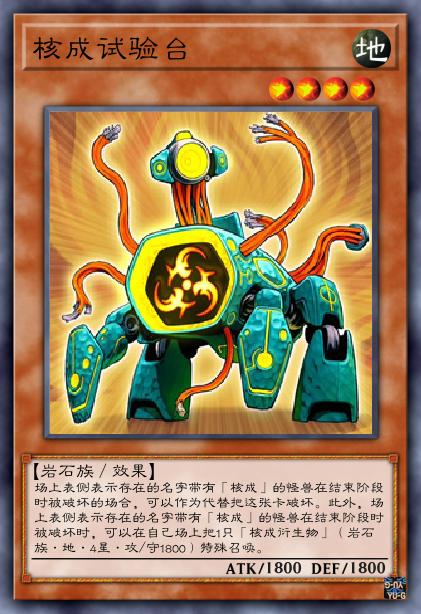 核成试验台
地
【岩石族／效果】
场上表侧表示存在的名字带有「核成」的怪兽在结束阶段
时被破坏的场合，可以作为代替把这张卡破坏。此外，场
上表侧表示存在的名字带有「核成」的怪兽在结束阶段时
被破坏时，可以在自己场上把1只「核成衍生物」（岩石
族·地·4星·攻/守1800）特殊召唤。
ATK/1800 DEF/1800